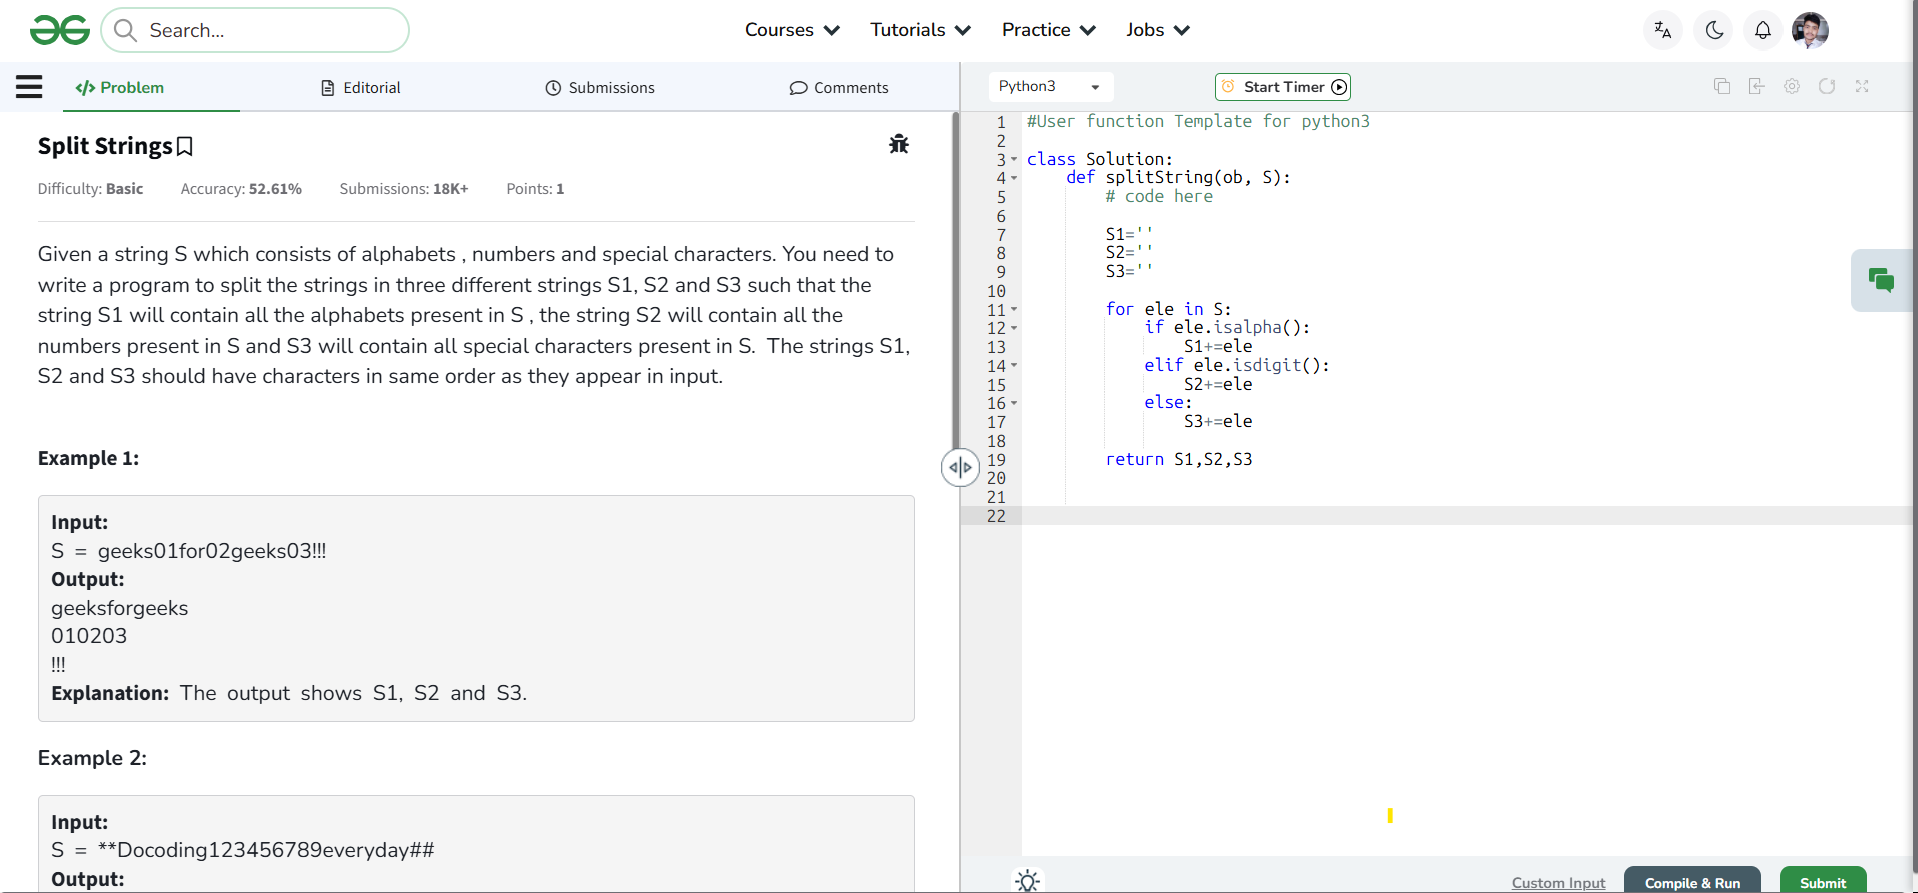 Search...
Courses
Tutorials
Practice
Jobs
Problem
Editorial
Submissions
Comments
Python3
Start Timer
Split Strings
Difficulty: Basic Accuracy: 52.61% Submissions: 18K+ Points: 1
Given a string S which consists of alphabets , numbers and special characters. You need to
write a program to split the strings in three different strings S1, S2 and S3 such that the
string S1 will contain all the alphabets present in S , the string S2 will contain all the
numbers present in S and S3 will contain all special characters present in S. The strings S1,
S2 and S3 should have characters in same order as they appear in input.
Example 1:
Input:
S = geeks01for02geeks03!!!
Output:
geeksforgeeks
010203
!!!
Explanation: The output shows S1, S2 and S3.
Example 2:
Input:
S = **Docoding123456789everyday##
Output:
1 #User function Template for python3
2
3 class Solution:
4 def splitString(ob, S):
5 # code here
6
7 S1=''
8 S2=''
9 S3=''
10
11 for ele in S:
12 if ele.isalpha():
13 S1+=ele
14 elif ele.isdigit():
15 S2+=ele
16 else:
17 S3+=ele
18
19 return S1,S2,S3
20
21
22
Custom Input
Compile & Run
Submit